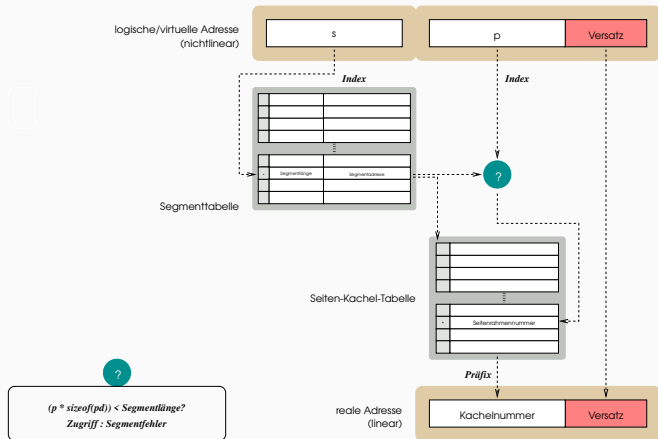 logische/virtuelle Adresse
(nichtlinear)
s
p
Versatz
Index
Index
Segmentlänge
Segmentadresse
?
Segmenttabelle
Seiten-Kachel-Tabelle
Seitenrahmennummer
?
Präfix
(p * sizeof(pd)) < Segmentlänge?
Zugriff : Segmentfehler
reale Adresse
(linear)
Kachelnummer
Versatz